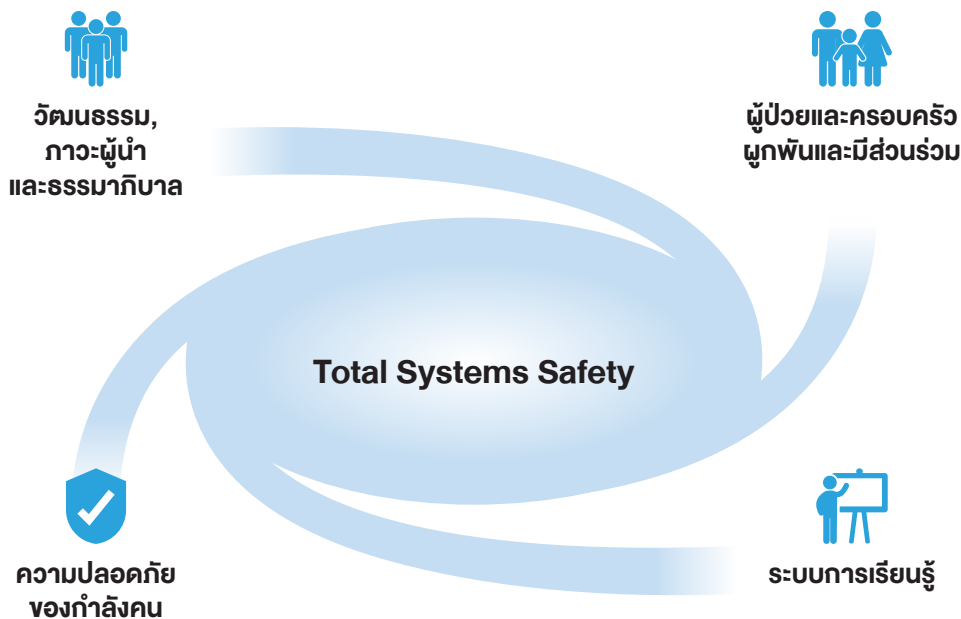 วัฒนธรรม,
ภาวะผู้นำ
และธรรมาภิบาล
ผู้ป่วยและครอบครัว
ผูกพันและมีส่วนร่วม
Total Systems Safety
ความปลอดภัย
ของกำลังคน
ระบบการเรียนรู้